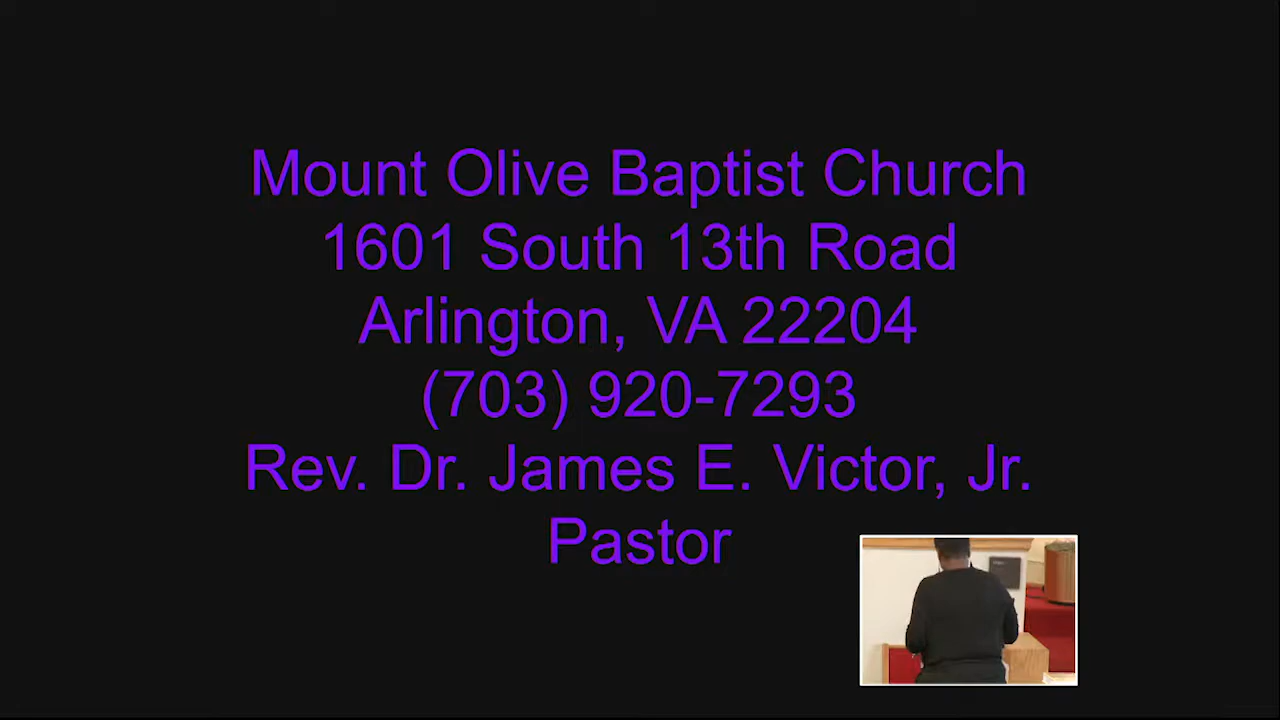 Mount Olive Baptist Church
1601 South 13th Road
Arlington, VA 22204
(703) 920-7293
Rev. Dr. James E. Victor, Jr.
Pastor